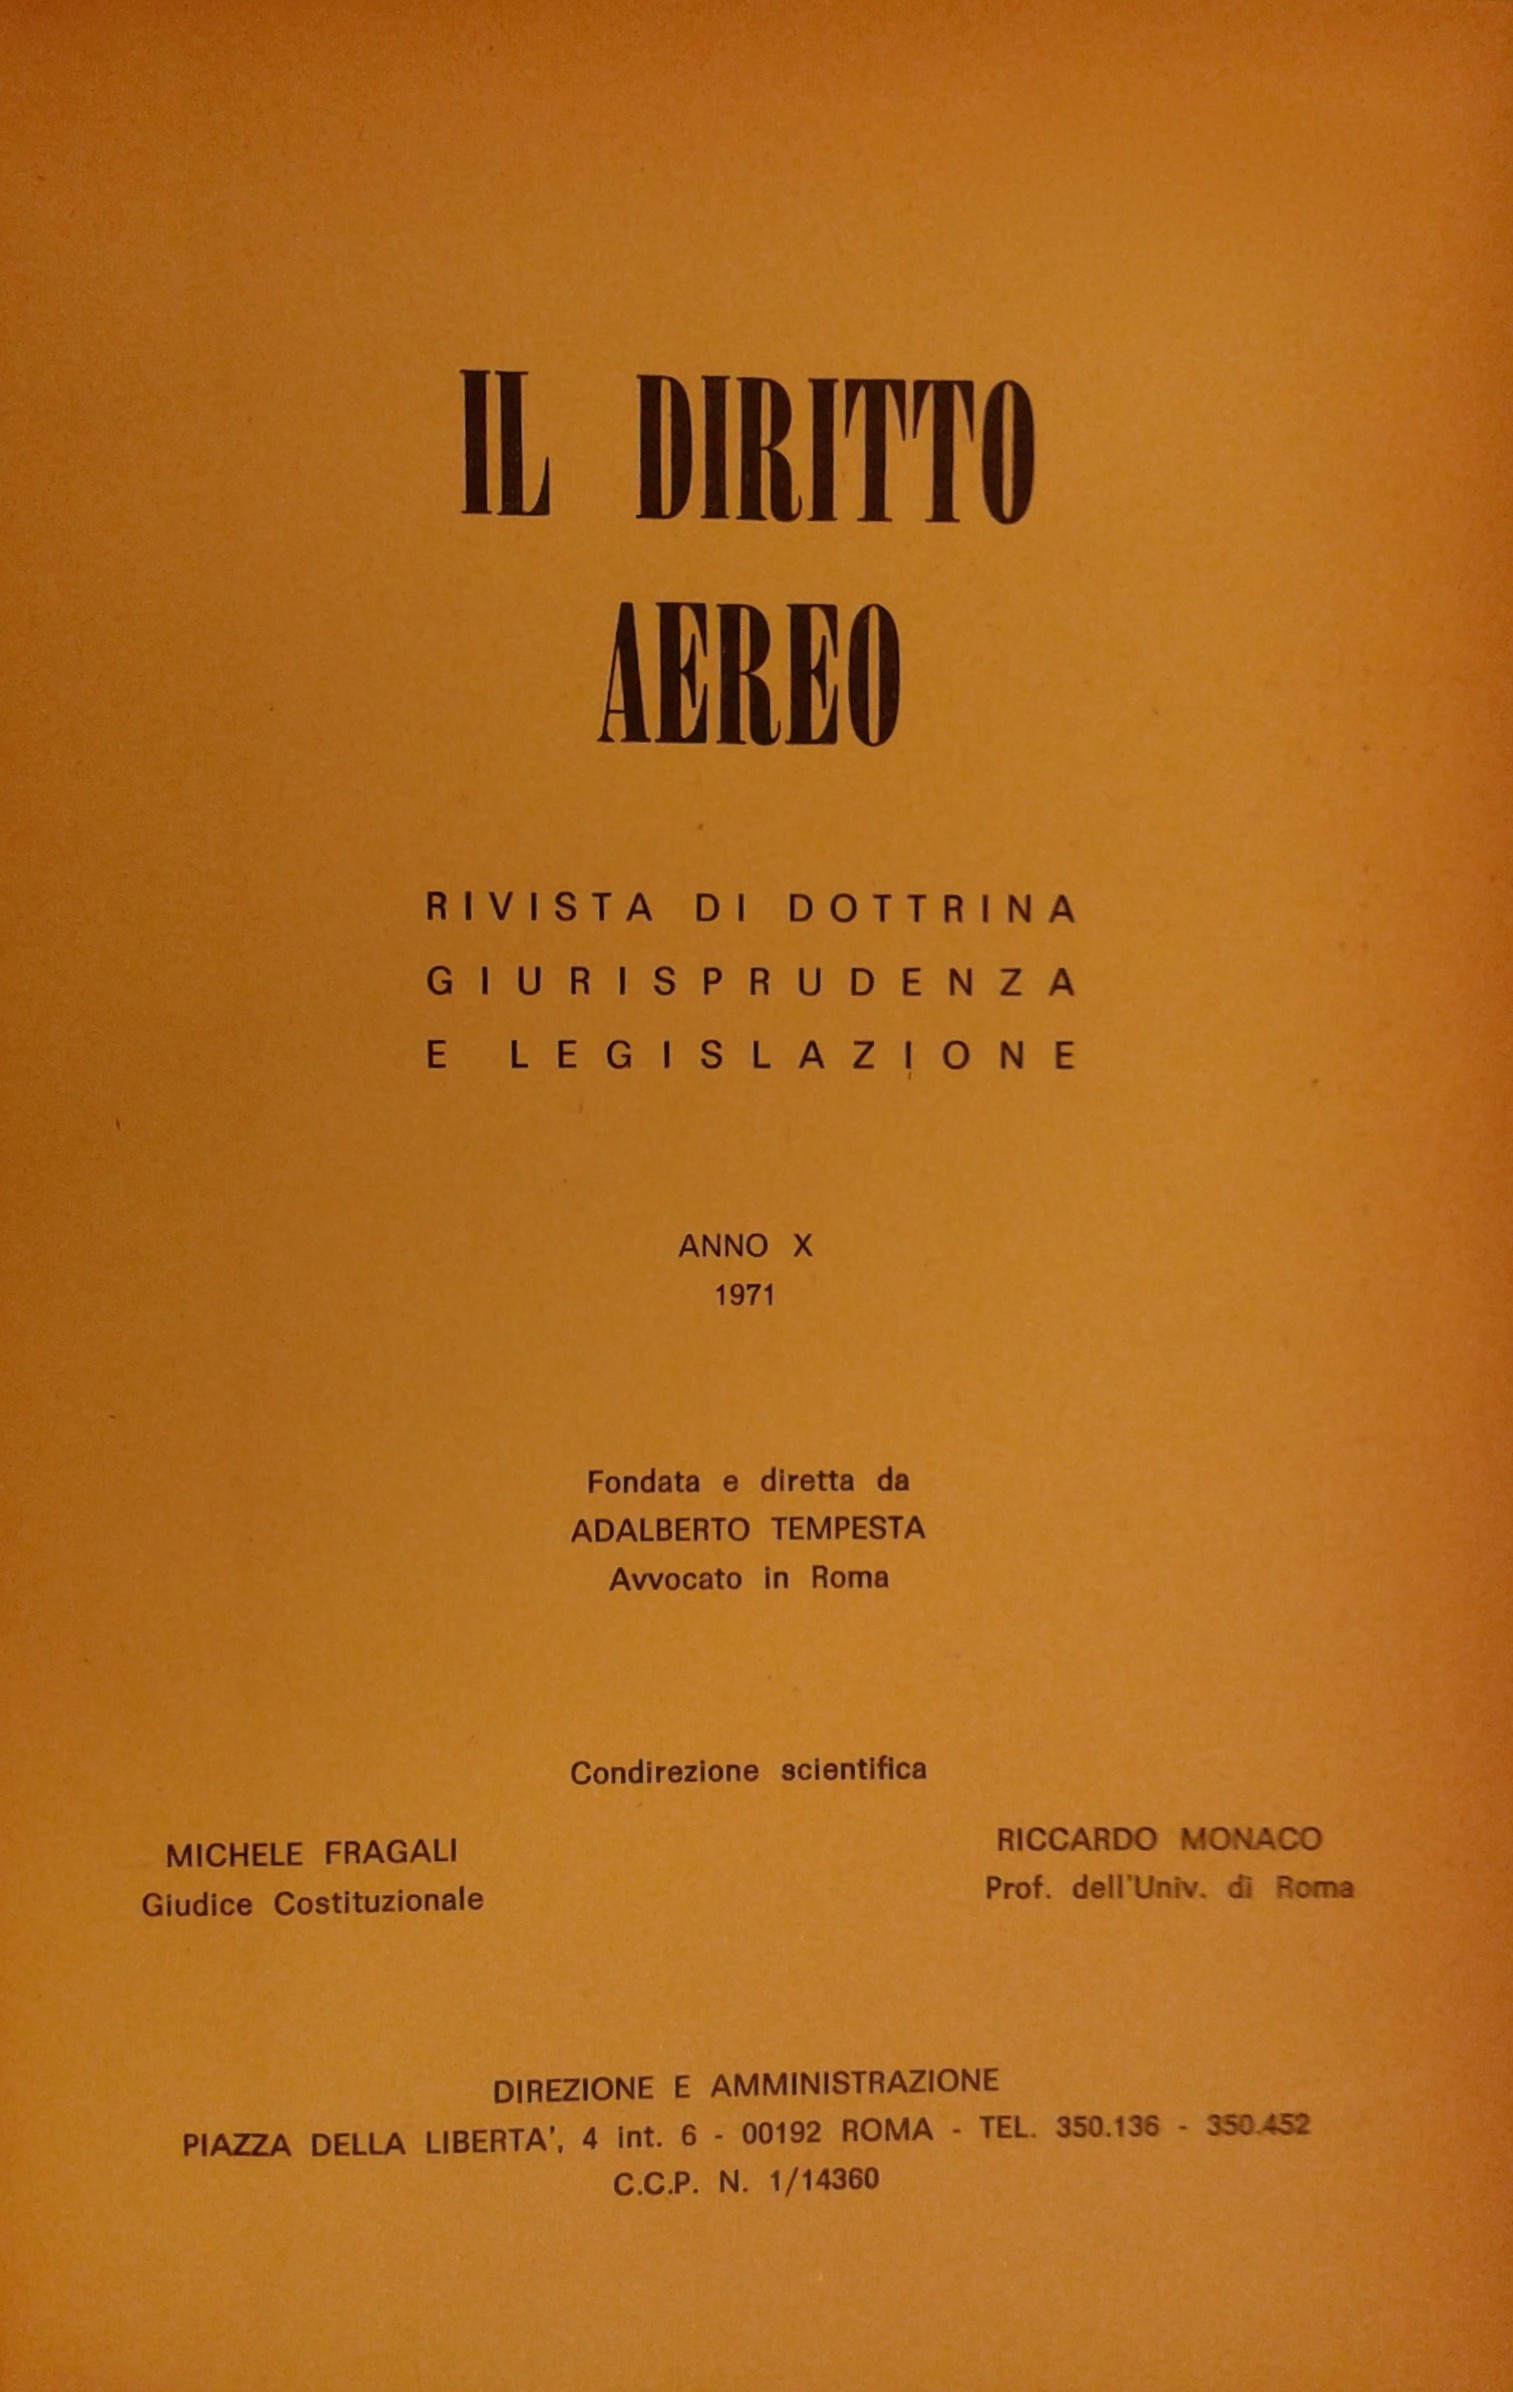 IL DIRITTO
AEREO
RIVISTA DI DOTTRINA
GIURISPRUDENZA
E LEGISLAZIONE
ANNO X
1971
Fondata e diretta da
ADALBERTO TEMPESTA
Avvocato in Roma
Condirezione scientifica
MICHELE FRAGALI
Giudice Costituzionale
RICCARDO MONACO
Prof. dell'Univ. di Roma
DIREZIONE E AMMINISTRAZIONE
PIAZZA DELLA LIBERTA', 4 int. 6 - 00192 ROMA - TEL. 350.136 - 350.452
C.C.P. N. 1/14360